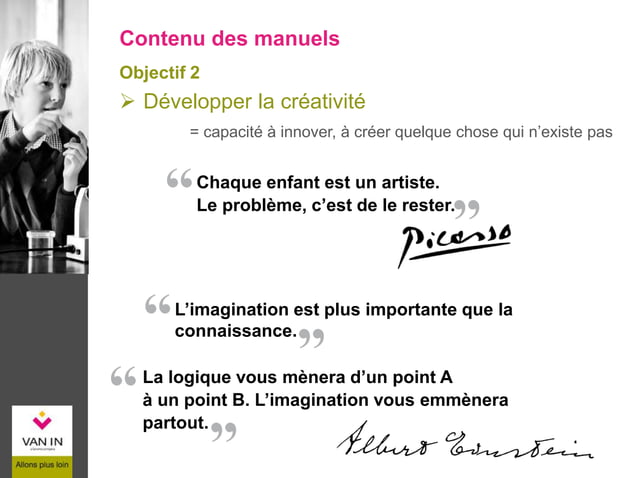 Contenu des manuels
Objectif 2
➢ Développer la créativité
= capacité à innover, à créer quelque chose qui n’existe pas
“ Chaque enfant est un artiste.
Le problème, c’est de le rester. ”
Picasso
“ L’imagination est plus importante que la
connaissance. ”
“ La logique vous mènera d’un point A
à un point B. L’imagination vous emmènera
partout. ”
Albert Einstein
VAN IN
Allons plus loin